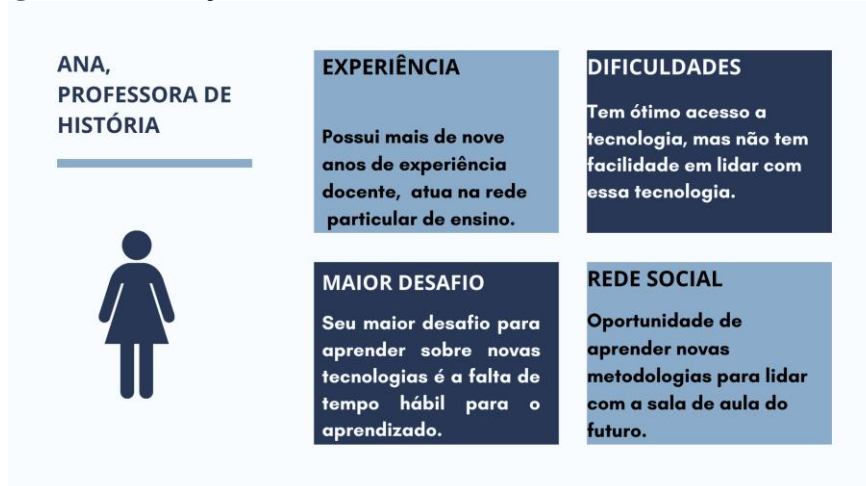 ANA,
PROFESSORA DE
HISTÓRIA
EXPERIÊNCIA
Possui mais de nove
anos de experiência
docente, atua na rede
particular de ensino.
DIFICULDADES
Tem ótimo acesso a
tecnologia, mas não tem
facilidade em lidar com
essa tecnologia.
MAIOR DESAFIO
Seu maior desafio para
aprender sobre novas
tecnologias é a falta de
tempo hábil para o
aprendizado.
REDE SOCIAL
Oportunidade de
aprender novas
metodologias para lidar
com a sala de aula do
futuro.